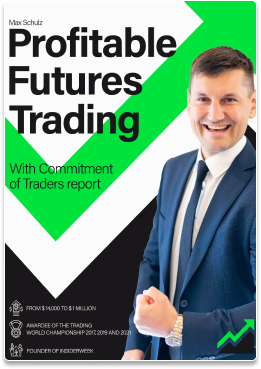 Max Schulz
Profitable
Futures
Trading
With Commitment
of Traders report
FROM $ 14,000 TO $ 1 MILLION
AWARDEE OF THE TRADING
WORLD CHAMPIONSHIP 2017, 2019 AND 2021
FOUNDER OF INSIDERWEEK